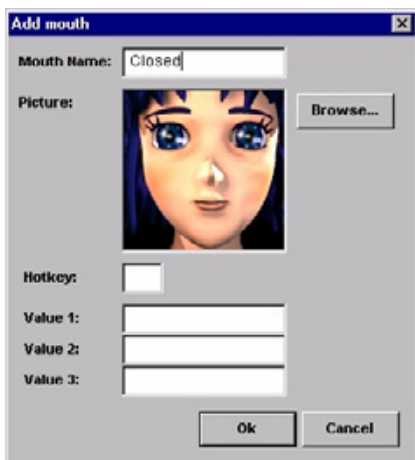 Add mouth
Mouth Name: Closed
Picture:
Browse...
Hotkey:
Value 1:
Value 2:
Value 3:
Ok Cancel